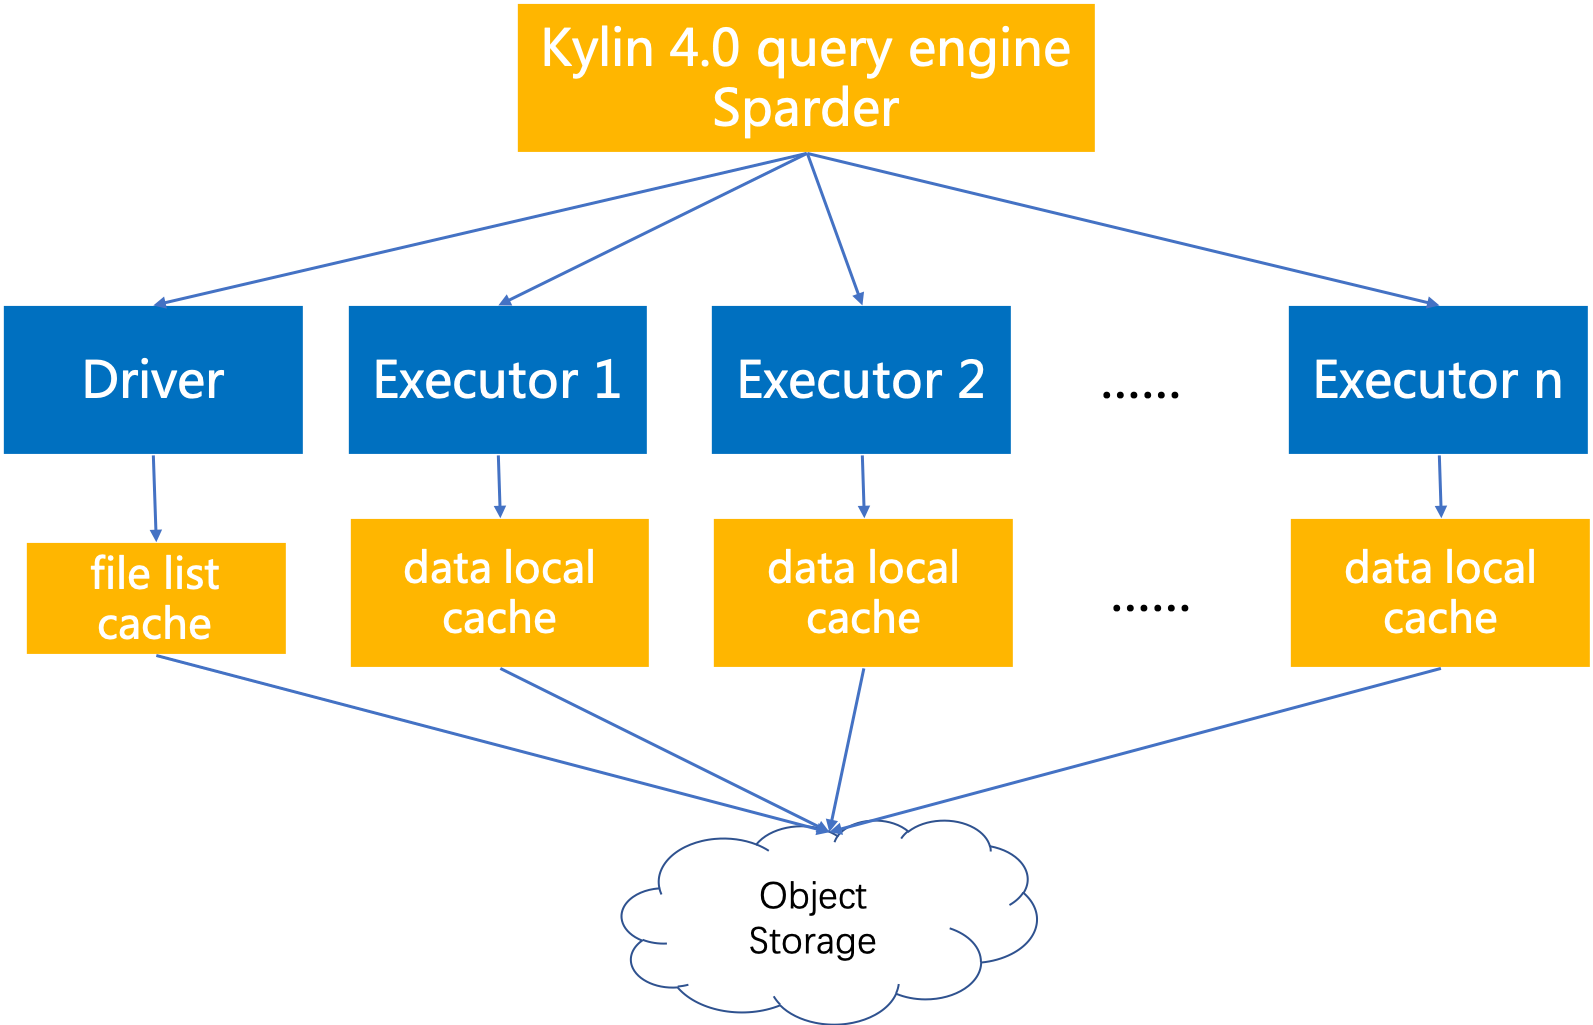 Kylin 4.0 query engine
Sparder
Driver
Executor 1
Executor 2
......
Executor n
file list
cache
data local
cache
data local
cache
......
data local
cache
Object
Storage